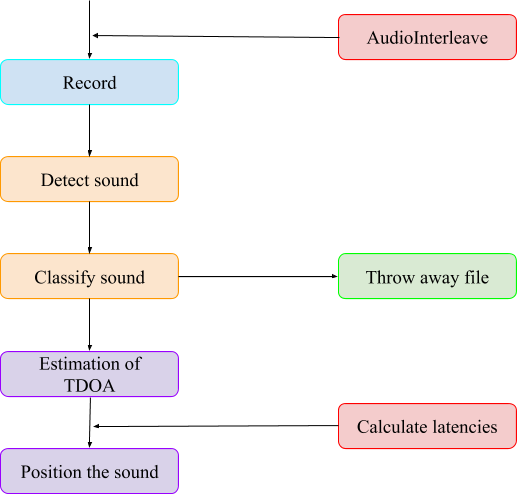 AudioInterleave
Record
Detect sound
Classify sound
Throw away file
Estimation of
TDOA
Calculate latencies
Position the sound